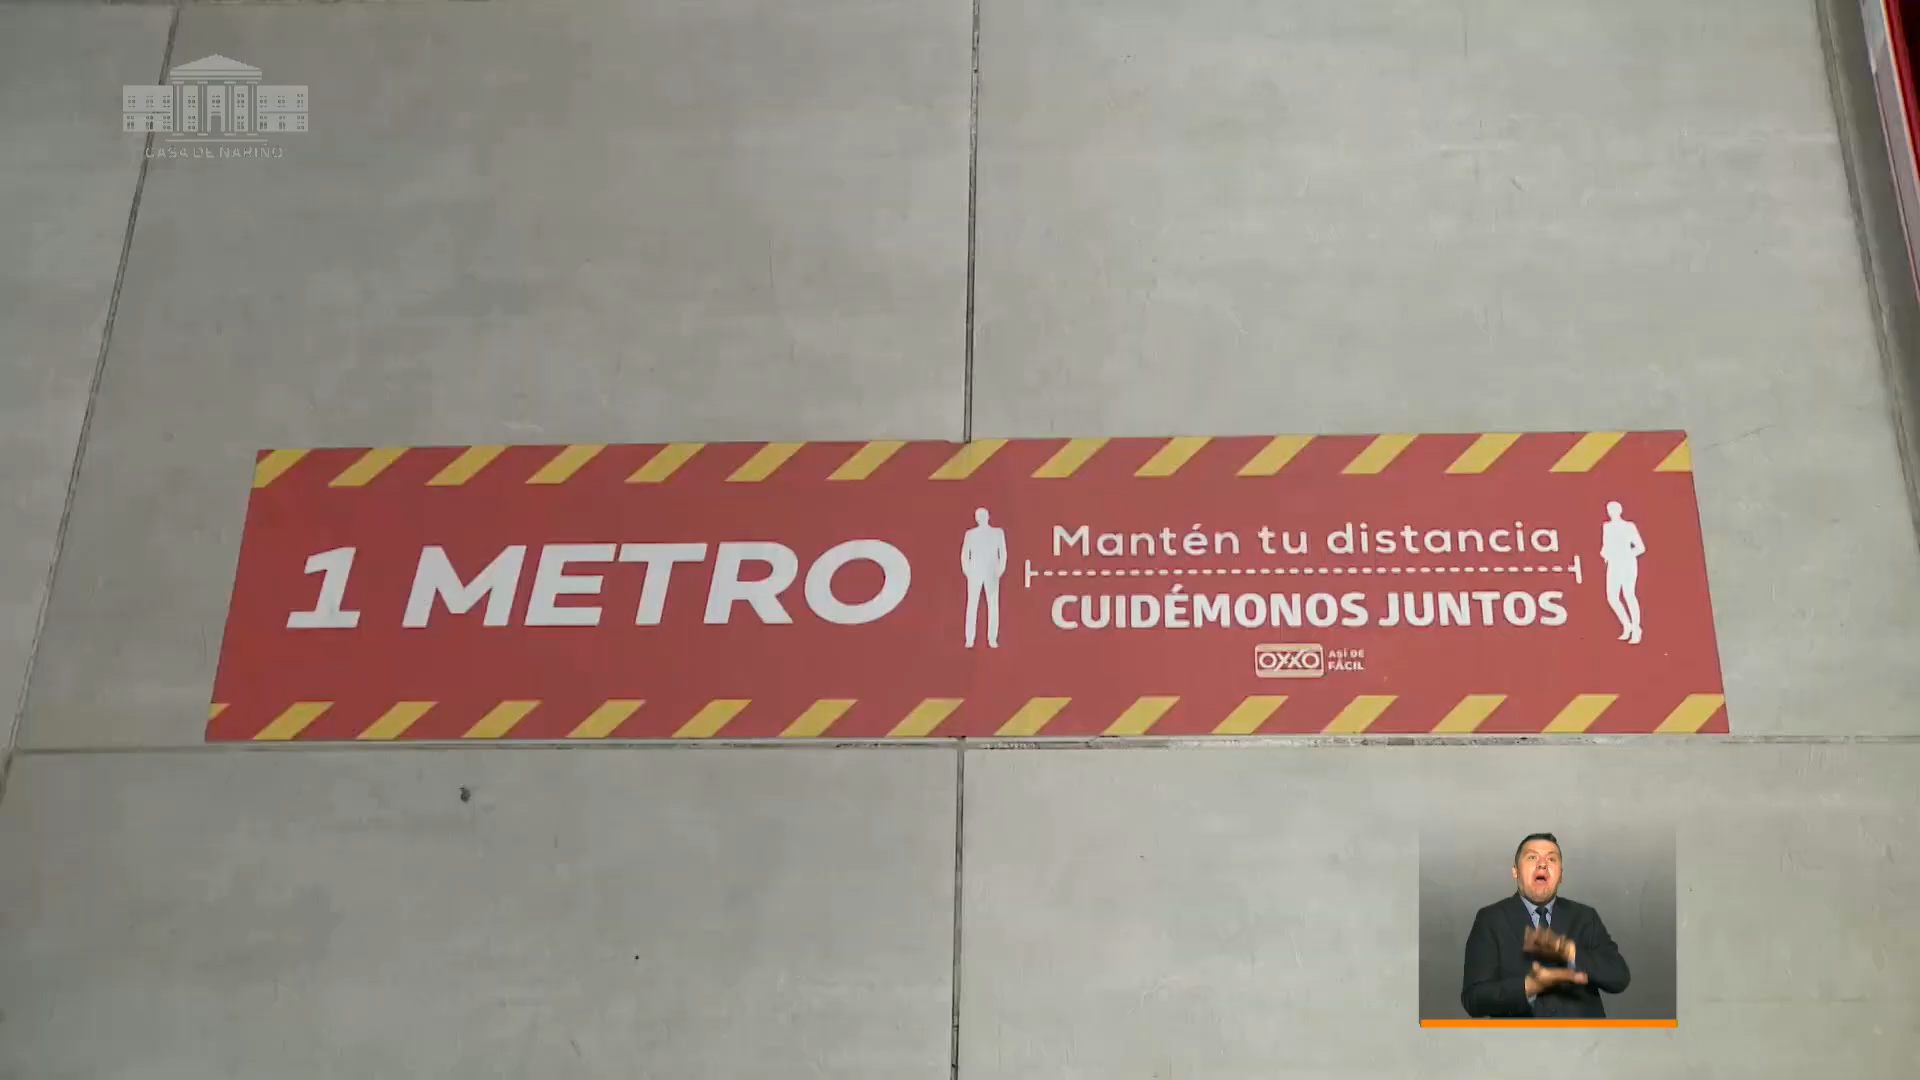 CASA DE NARIÑO
1 METRO
Mantén tu distancia
CUIDÉMONOS JUNTOS
OXXO
ASÍ DE
FÁCIL